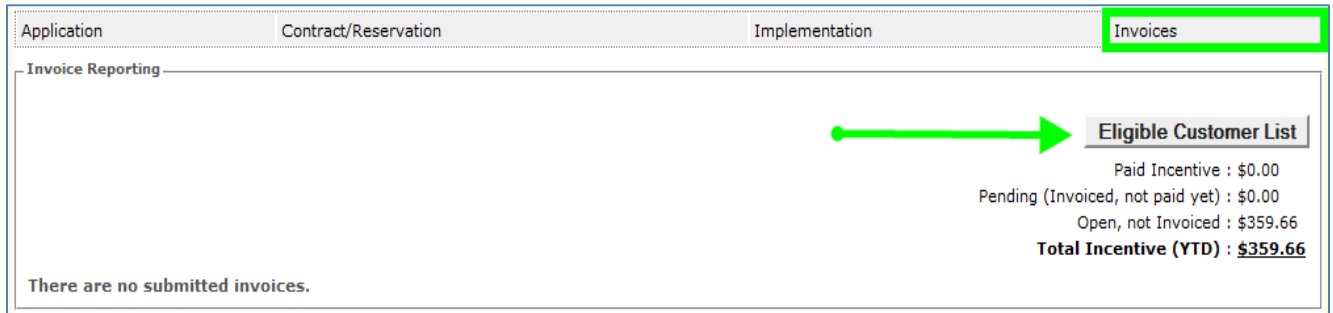 Application Contract/Reservation Implementation Invoices
Invoice Reporting
Eligible Customer List
Paid Incentive : $0.00
Pending (Invoiced, not paid yet) : $0.00
Open, not Invoiced : $359.66
Total Incentive (YTD) : $359.66
There are no submitted invoices.